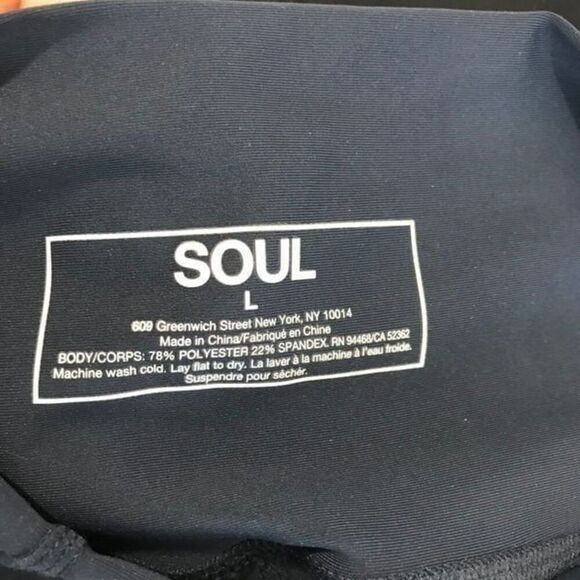 SOUL
L
609 Greenwich Street New York, NY 10014
Made in China/Fabriqué en Chine
BODY/CORPS: 78% POLYESTER 22% SPANDEX. RN 94468/CA 52362
Machine wash cold. Lay flat to dry. La laver à la machine à l'eau froide.
Suspendre pour sécher.